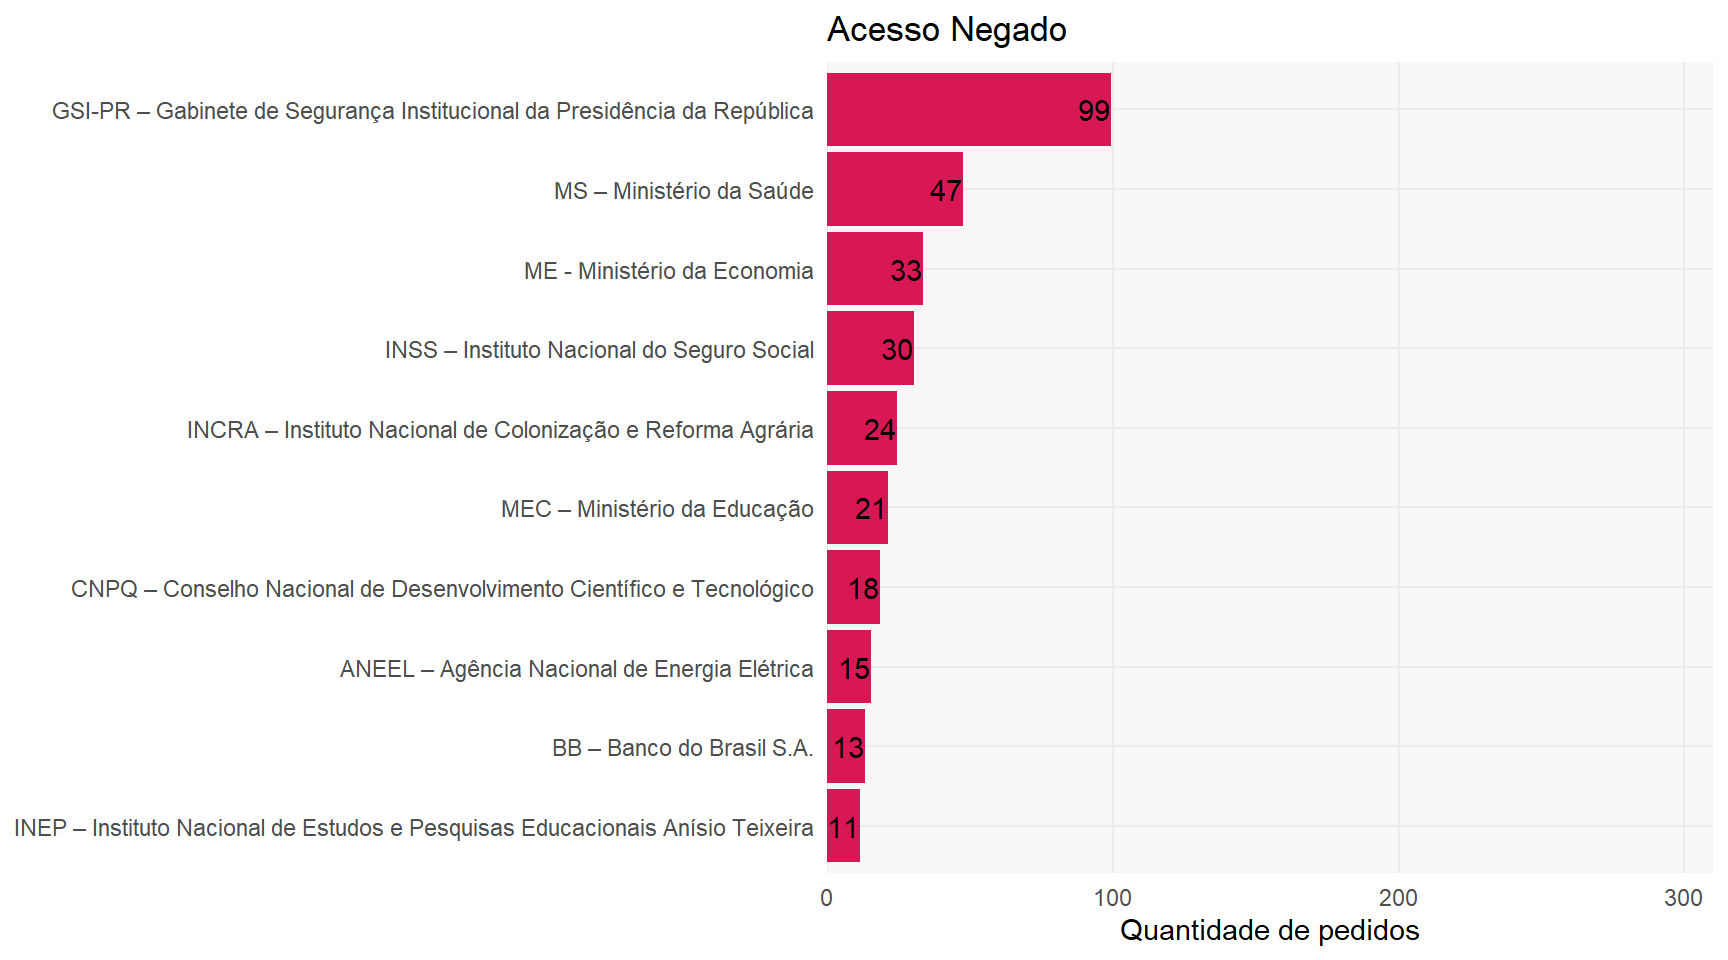 Acesso Negado
GSI-PR – Gabinete de Segurança Institucional da Presidência da República
99
MS – Ministério da Saúde
47
ME - Ministério da Economia
33
INSS – Instituto Nacional do Seguro Social
30
INCRA – Instituto Nacional de Colonização e Reforma Agrária
24
MEC – Ministério da Educação
21
CNPQ – Conselho Nacional de Desenvolvimento Científico e Tecnológico
18
ANEEL – Agência Nacional de Energia Elétrica
15
BB – Banco do Brasil S.A.
13
INEP – Instituto Nacional de Estudos e Pesquisas Educacionais Anísio Teixeira
11
0 100 200 300
Quantidade de pedidos